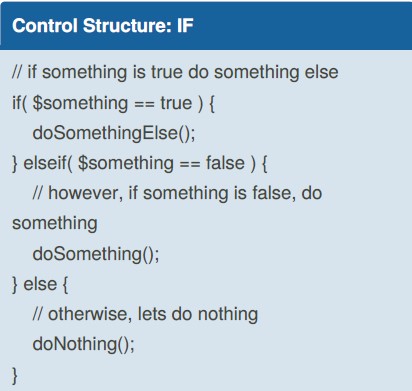 Control Structure: IF
// if something is true do something else
if( $something == true ) {
doSomethingElse();
} elseif( $something == false ) {
// however, if something is false, do
something
doSomething();
} else {
// otherwise, lets do nothing
doNothing();
}